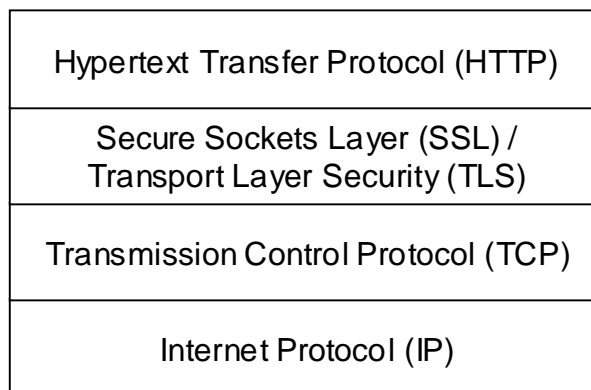 Hypertext Transfer Protocol (HTTP)
Secure Sockets Layer (SSL) /
Transport Layer Security (TLS)
Transmission Control Protocol (TCP)
Internet Protocol (IP)